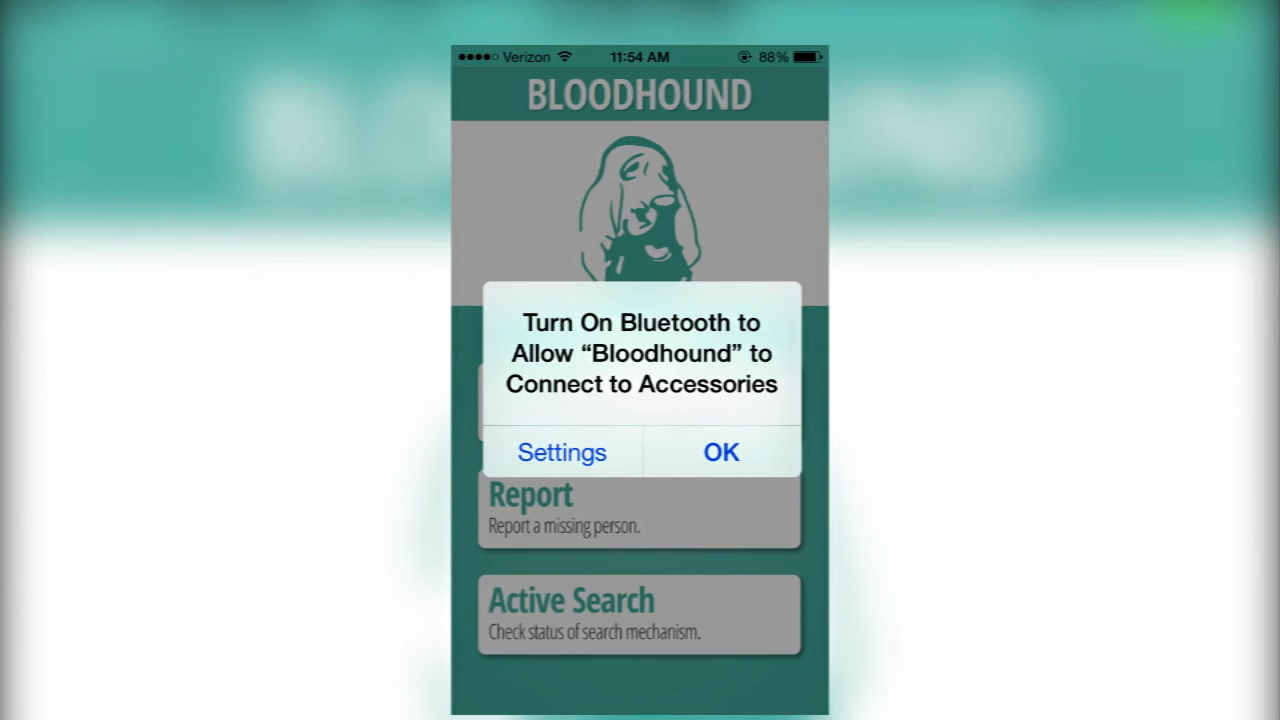 Verizon 11:54 AM 88%
BLOODHOUND
Turn On Bluetooth to
Allow “Bloodhound” to
Connect to Accessories
Settings OK
Report
Report a missing person.
Active Search
Check status of search mechanism.